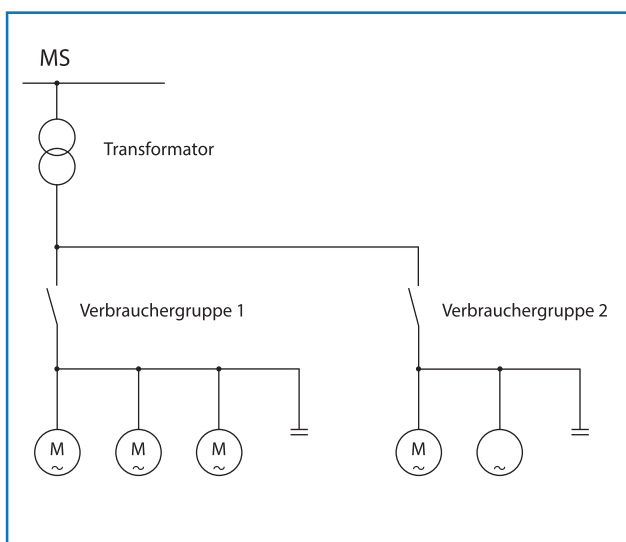 MS
Transformator
Verbrauchergruppe 1
Verbrauchergruppe 2
M
~
M
~
M
~
M
~
~